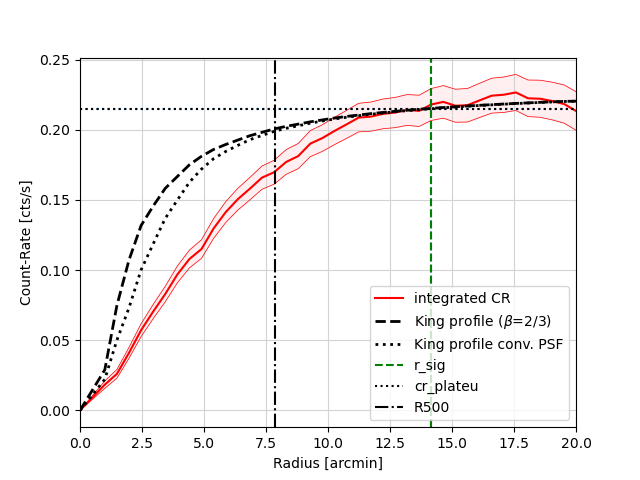 0.25
0.20
0.15
0.10
0.05
0.00
Count-Rate [cts/s]
integrated CR
King profile (β=2/3)
King profile conv. PSF
r_sig
cr_plateu
R500
0.0 2.5 5.0 7.5 10.0 12.5 15.0 17.5 20.0
Radius [arcmin]